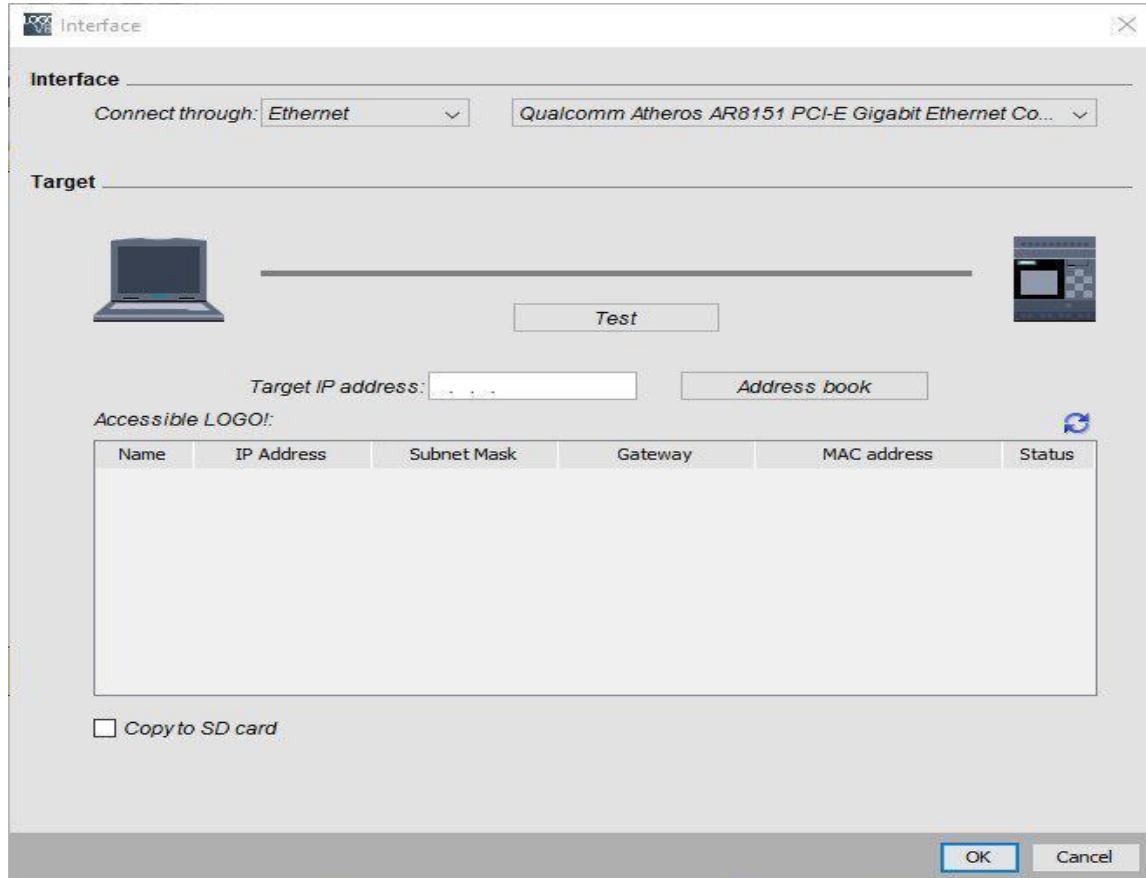 Interface
Interface
Connect through: Ethernet Qualcomm Atheros AR8151 PCI-E Gigabit Ethernet Co...
Target
Test
Target IP address: . . . Address book
Accessible LOGO!:
Name IP Address Subnet Mask Gateway MAC address Status
Copy to SD card
OK Cancel